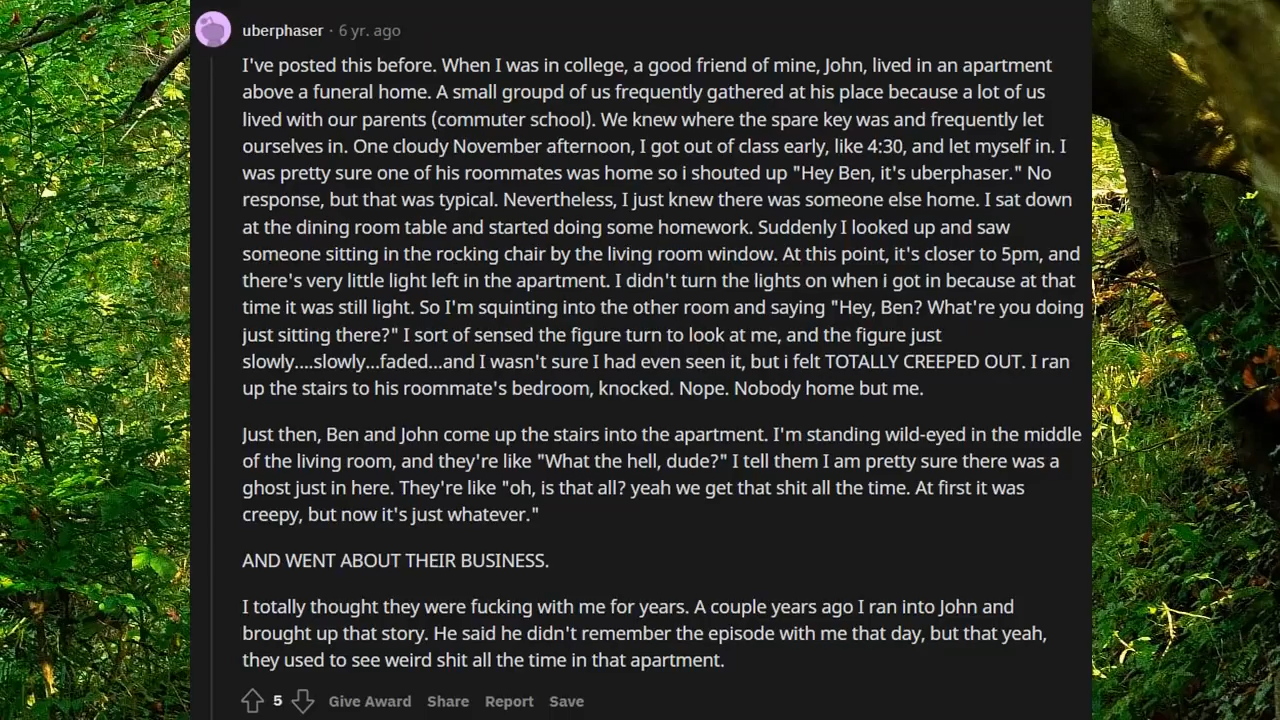 uberphaser · 6 yr. ago
I've posted this before. When I was in college, a good friend of mine, John, lived in an apartment
above a funeral home. A small groupd of us frequently gathered at his place because a lot of us
lived with our parents (commuter school). We knew where the spare key was and frequently let
ourselves in. One cloudy November afternoon, I got out of class early, like 4:30, and let myself in. I
was pretty sure one of his roommates was home so i shouted up "Hey Ben, it's uberphaser." No
response, but that was typical. Nevertheless, I just knew there was someone else home. I sat down
at the dining room table and started doing some homework. Suddenly I looked up and saw
someone sitting in the rocking chair by the living room window. At this point, it's closer to 5pm, and
there's very little light left in the apartment. I didn't turn the lights on when i got in because at that
time it was still light. So I'm squinting into the other room and saying "Hey, Ben? What're you doing
just sitting there?" I sort of sensed the figure turn to look at me, and the figure just
slowly....slowly...faded...and I wasn't sure I had even seen it, but i felt TOTALLY CREEPED OUT. I ran
up the stairs to his roommate's bedroom, knocked. Nope. Nobody home but me.
Just then, Ben and John come up the stairs into the apartment. I'm standing wild-eyed in the middle
of the living room, and they're like "What the hell, dude?" I tell them I am pretty sure there was a
ghost just in here. They're like "oh, is that all? yeah we get that shit all the time. At first it was
creepy, but now it's just whatever."
AND WENT ABOUT THEIR BUSINESS.
I totally thought they were fucking with me for years. A couple years ago I ran into John and
brought up that story. He said he didn't remember the episode with me that day, but that yeah,
they used to see weird shit all the time in that apartment.
5 Give Award Share Report Save